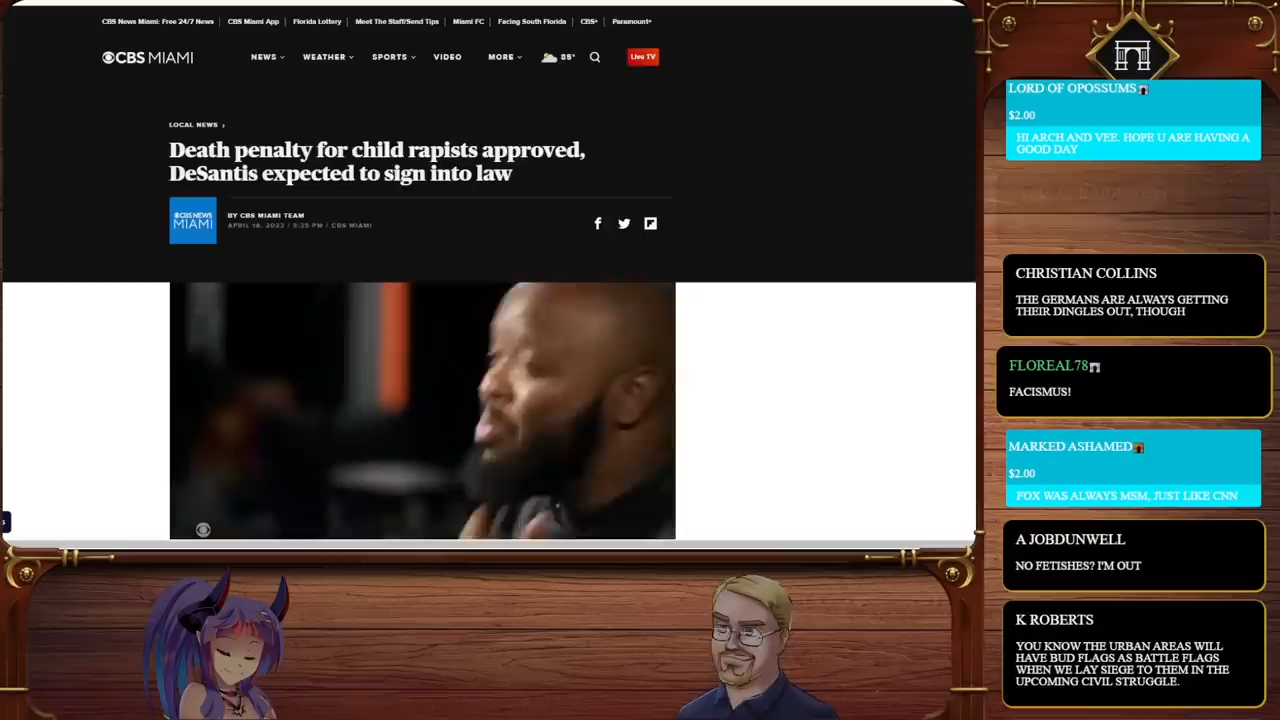 CBS News Miami: Free 24/7 News
CBS Miami App
Florida Lottery
Meet The Staff/Send Tips
Miami FC
Facing South Florida
CBS+
Paramount+
CBS MIAMI
NEWS
WEATHER
SPORTS
VIDEO
MORE
85°
Live TV
LOCAL NEWS ›
Death penalty for child rapists approved,
DeSantis expected to sign into law
CBS NEWS
MIAMI
BY CBS MIAMI TEAM
APRIL 18, 2023 / 9:35 PM / CBS MIAMI
LORD OF OPOSSUMS
$2.00
HI ARCH AND VEE. HOPE U ARE HAVING A
GOOD DAY
CHRISTIAN COLLINS
THE GERMANS ARE ALWAYS GETTING
THEIR DINGLES OUT, THOUGH
FLOREAL78
FACISMUS!
MARKED ASHAMED
$2.00
FOX WAS ALWAYS MSM, JUST LIKE CNN
A JOBDUNWELL
NO FETISHES? I'M OUT
K ROBERTS
YOU KNOW THE URBAN AREAS WILL
HAVE BUD FLAGS AS BATTLE FLAGS
WHEN WE LAY SIEGE TO THEM IN THE
UPCOMING CIVIL STRUGGLE.